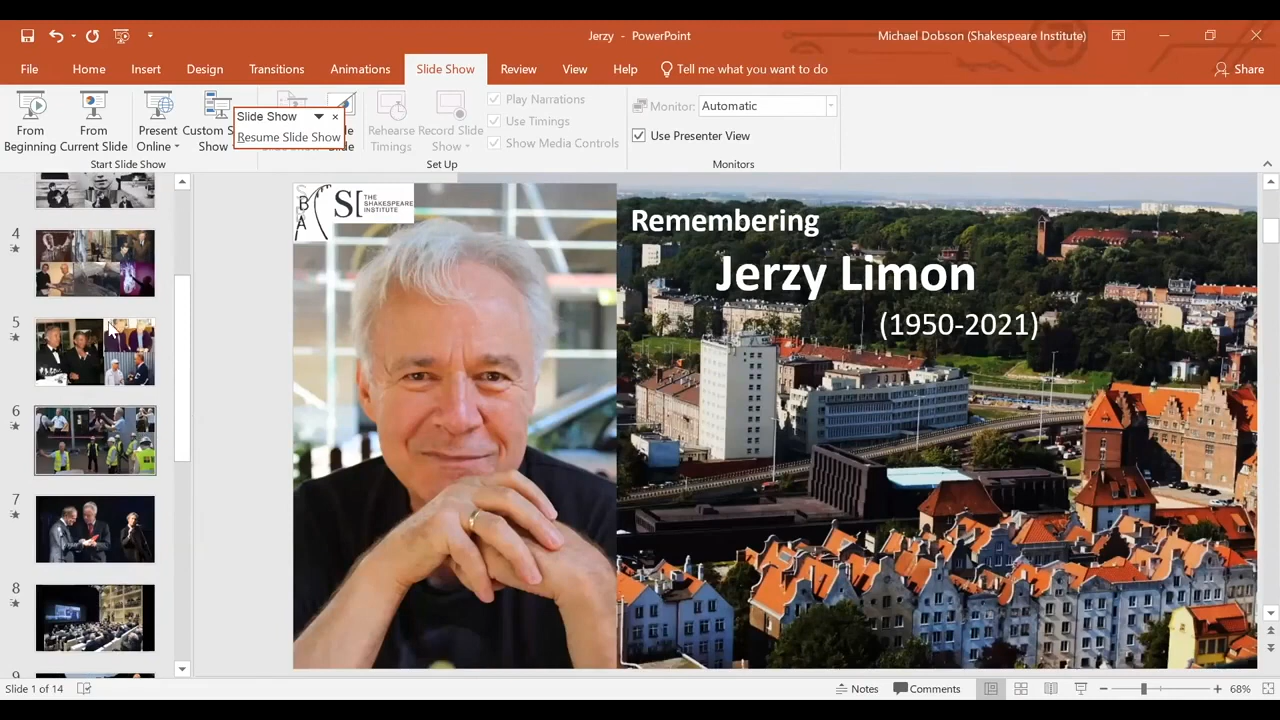 Jerzy - PowerPoint
Michael Dobson (Shakespeare Institute)
File
Home
Insert
Design
Transitions
Animations
Slide Show
Review
View
Help
Tell me what you want to do
Share
From Beginning
From Current Slide
Present Online
Custom S
Show
Slide Show
Resume Slide Show
Rehearse Timings
Record Slide Show
Play Narrations
Use Timings
Show Media Controls
Monitor: Automatic
Use Presenter View
Start Slide Show
Set Up
Monitors
4
5
6
7
8
9
SI THE SHAKESPEARE INSTITUTE
Remembering
Jerzy Limon
(1950-2021)
Slide 1 of 14
Notes
Comments
68%